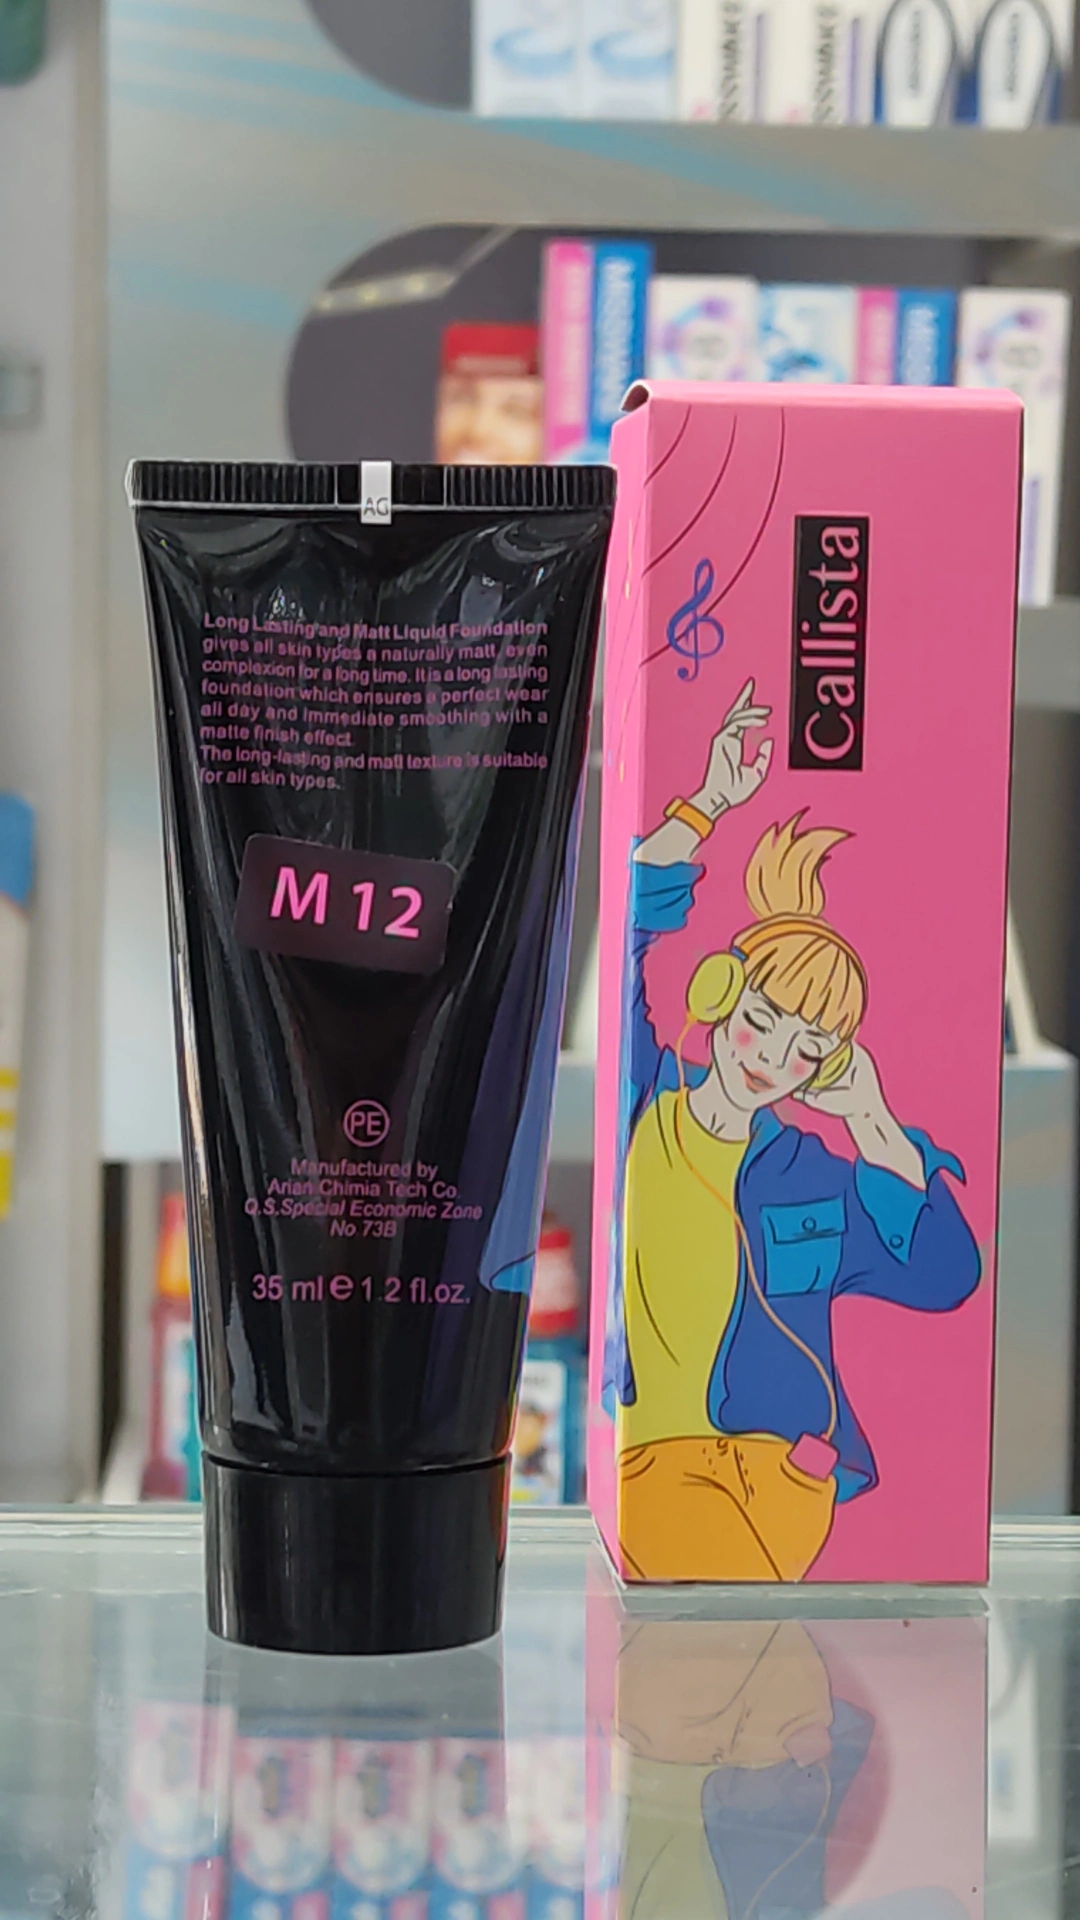 AG
Long Lasting and Matt Liquid Foundation
gives all skin types a naturally matt, even
complexion for a long time. It is a long lasting
foundation which ensures a perfect wear
all day and immediate smoothing with a
matte finish effect.
The long-lasting and matt texture is suitable
for all skin types.
M 12
PE
Manufactured by
Arian Chimia Tech Co.
Q.S.Special Economic Zone
No 73B
35 ml e 1.2 fl.oz.
Callista